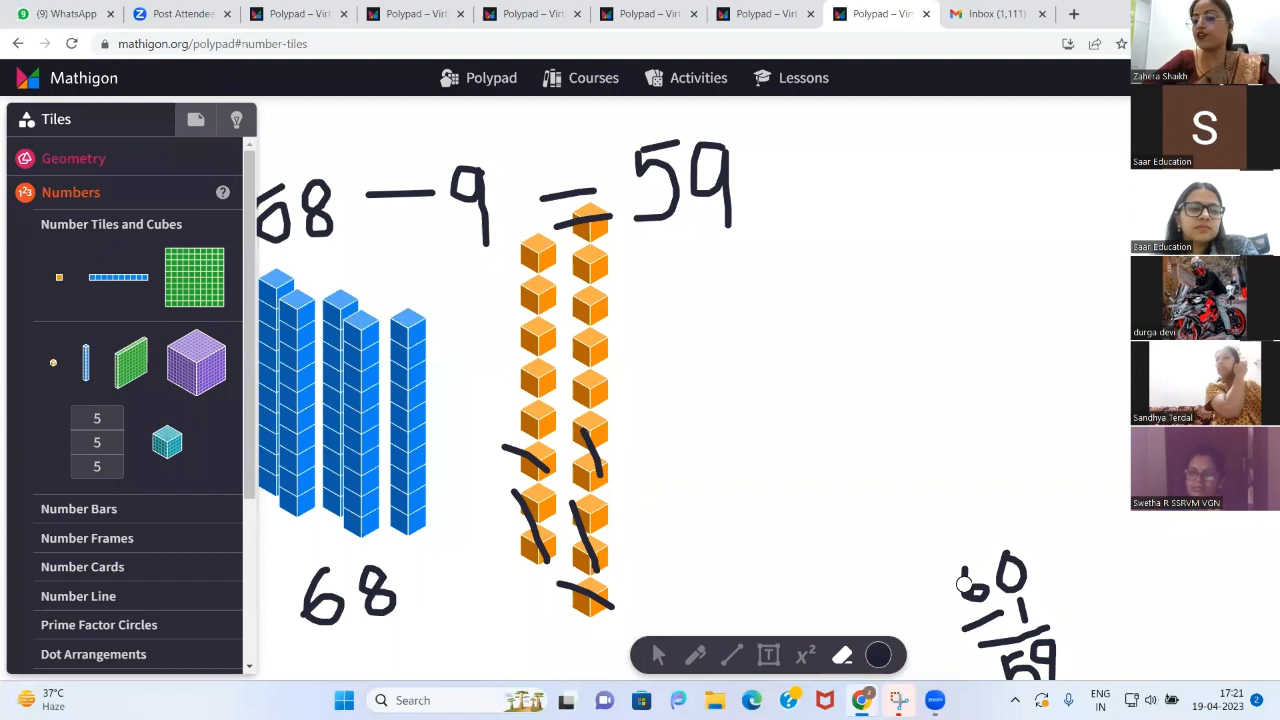 (9) WhatsApp
Post Attendee
Polypad – Virt
Polypad – Virt
Polypad – Virt
Polypad – Virt
Polypad – Virt
Polypad – Virt
Inbox (1,111)
mathigon.org/polypad#number-tiles
Mathigon
Polypad
Courses
Activities
Lessons
Tiles
Geometry
Numbers
Number Tiles and Cubes
5
5
5
Number Bars
Number Frames
Number Cards
Number Line
Prime Factor Circles
Dot Arrangements
68 – 9 = 59
68
60
– 1
59
T
x²
Zahera Shaikh
S
Saar Education
Saar Education
durga devi
Sandhya Terdal
Swetha R SSRVM VGN
37°C
Haze
Search
ENG
IN
17:21
19-04-2023
2